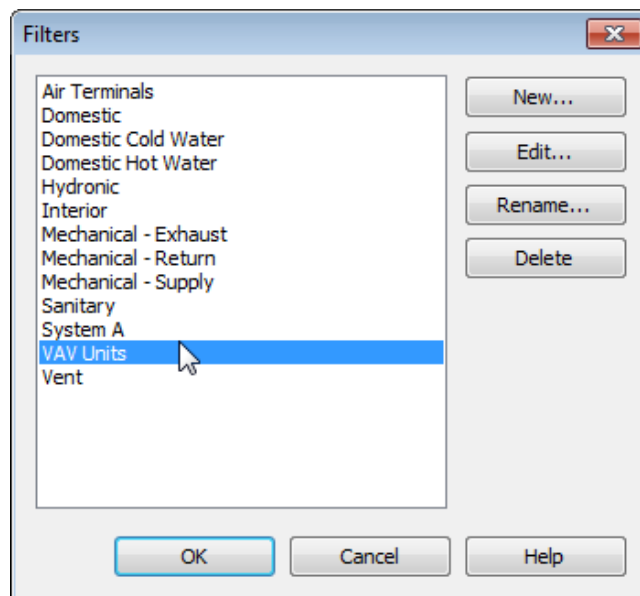 Filters
Air Terminals
Domestic
Domestic Cold Water
Domestic Hot Water
Hydronic
Interior
Mechanical - Exhaust
Mechanical - Return
Mechanical - Supply
Sanitary
System A
VAV Units
Vent
New...
Edit...
Rename...
Delete
OK
Cancel
Help